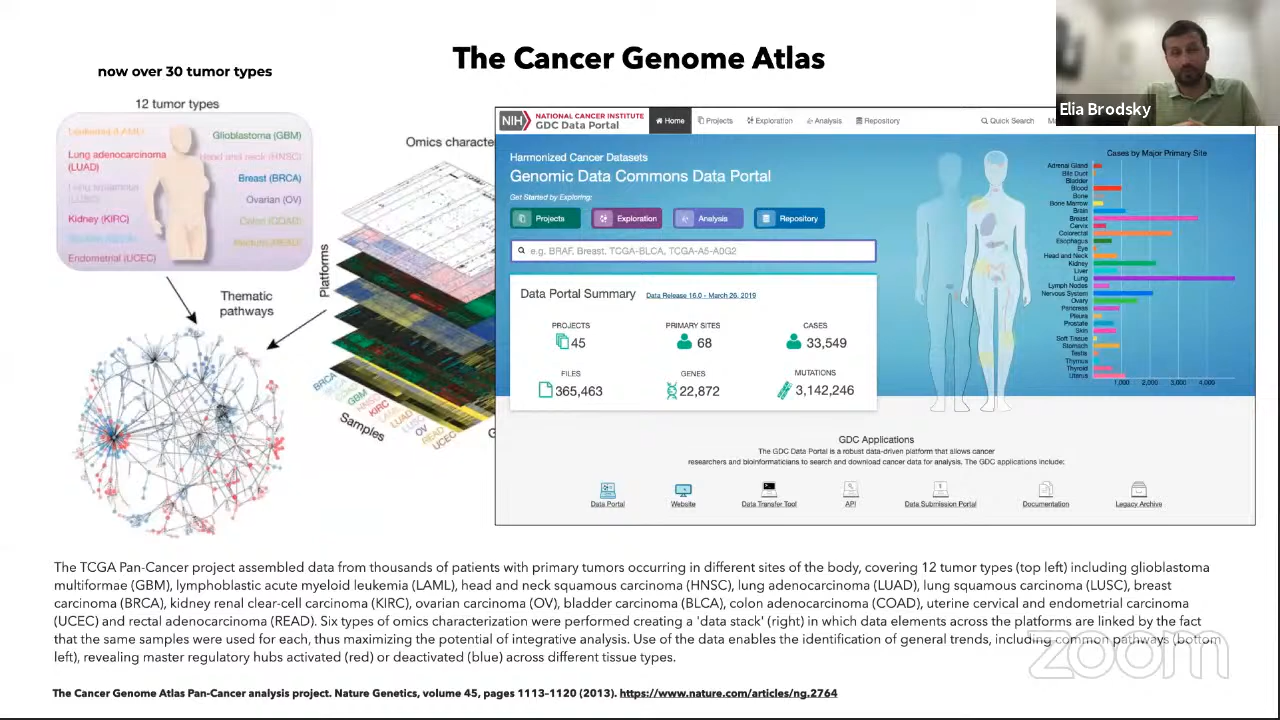 The Cancer Genome Atlas
now over 30 tumor types
Elia Brodsky
12 tumor types
Leukemia (LAML)
Lung adenocarcinoma
(LUAD)
Lung squamous
(LUSC)
Kidney (KIRC)
Endometrial (UCEC)
Glioblastoma (GBM)
Head and neck (HNSC)
Breast (BRCA)
Ovarian (OV)
Colon (COAD)
Rectum (READ)
Thematic
pathways
Omics characte
Platforms
Samples
BRCA
GBM
HNSC
KIRC
LUAD
LUSC
OV
READ
UCEC
NIH
NATIONAL CANCER INSTITUTE
GDC Data Portal
Home
Projects
Exploration
Analysis
Repository
Quick Search
Harmonized Cancer Datasets
Genomic Data Commons Data Portal
Get Started by Exploring:
Projects
Exploration
Analysis
Repository
e.g. BRAF, Breast, TCGA-BLCA, TCGA-A5-A0G2
Data Portal Summary
Data Release 16.0 - March 26, 2019
PROJECTS
45
PRIMARY SITES
68
CASES
33,549
FILES
365,463
GENES
22,872
MUTATIONS
3,142,246
Cases by Major Primary Site
Adrenal Gland
Bile Duct
Bladder
Blood
Bone
Bone Marrow
Brain
Breast
Cervix
Colorectal
Esophagus
Eye
Head and Neck
Kidney
Liver
Lung
Lymph Nodes
Nervous System
Ovary
Pancreas
Pleura
Prostate
Skin
Soft Tissue
Stomach
Testis
Thymus
Thyroid
Uterus
1,000 2,000 3,000 4,000
GDC Applications
The GDC Data Portal is a robust data-driven platform that allows cancer
researchers and bioinformaticians to search and download cancer data for analysis. The GDC applications include:
Data Portal
Website
Data Transfer Tool
API
Data Submission Portal
Documentation
Legacy Archive
The TCGA Pan-Cancer project assembled data from thousands of patients with primary tumors occurring in different sites of the body, covering 12 tumor types (top left) including glioblastoma
multiformae (GBM), lymphoblastic acute myeloid leukemia (LAML), head and neck squamous carcinoma (HNSC), lung adenocarcinoma (LUAD), lung squamous carcinoma (LUSC), breast
carcinoma (BRCA), kidney renal clear-cell carcinoma (KIRC), ovarian carcinoma (OV), bladder carcinoma (BLCA), colon adenocarcinoma (COAD), uterine cervical and endometrial carcinoma
(UCEC) and rectal adenocarcinoma (READ). Six types of omics characterization were performed creating a 'data stack' (right) in which data elements across the platforms are linked by the fact
that the same samples were used for each, thus maximizing the potential of integrative analysis. Use of the data enables the identification of general trends, including common pathways (bottom
left), revealing master regulatory hubs activated (red) or deactivated (blue) across different tissue types.
zoom
The Cancer Genome Atlas Pan-Cancer analysis project. Nature Genetics, volume 45, pages 1113–1120 (2013). https://www.nature.com/articles/ng.2764